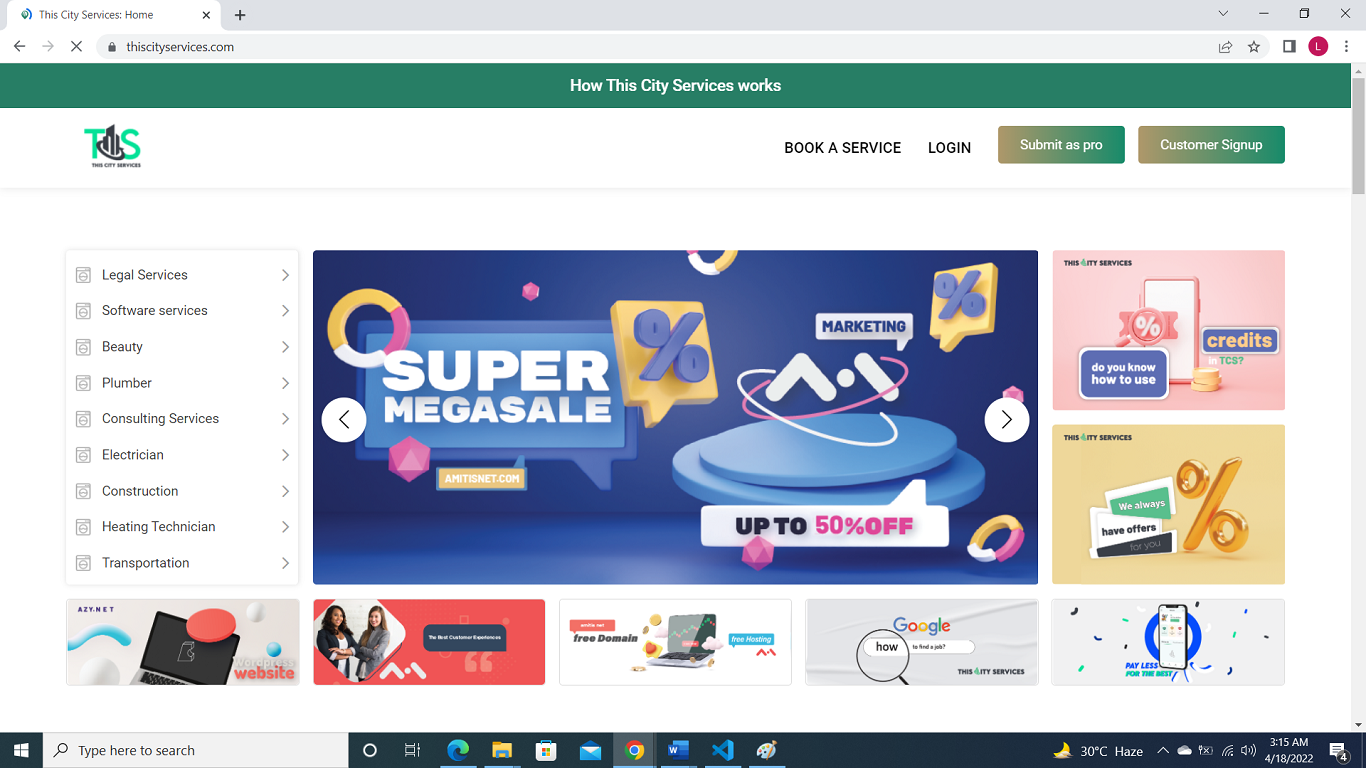 This City Services: Home
thiscityservices.com
L
How This City Services works
TCS
THIS CITY SERVICES
BOOK A SERVICE
LOGIN
Submit as pro
Customer Signup
Legal Services
Software services
Beauty
Plumber
Consulting Services
Electrician
Construction
Heating Technician
Transportation
SUPER
MEGASALE
AMITISNET.COM
%
MARKETING
%
UP TO 50%OFF
THIS CITY SERVICES
%
credits
in TCS?
do you know
how to use
THIS CITY SERVICES
%
We always
have offers
for you
AZY.NET
Wordpress
website
The Best Customer Experiences
amitis net
free Domain
free Hosting
Google
how to find a job?
THIS CITY SERVICES
PAY LESS
FOR THE BEST
Type here to search
W
30°C Haze
3:15 AM
4/18/2022
4